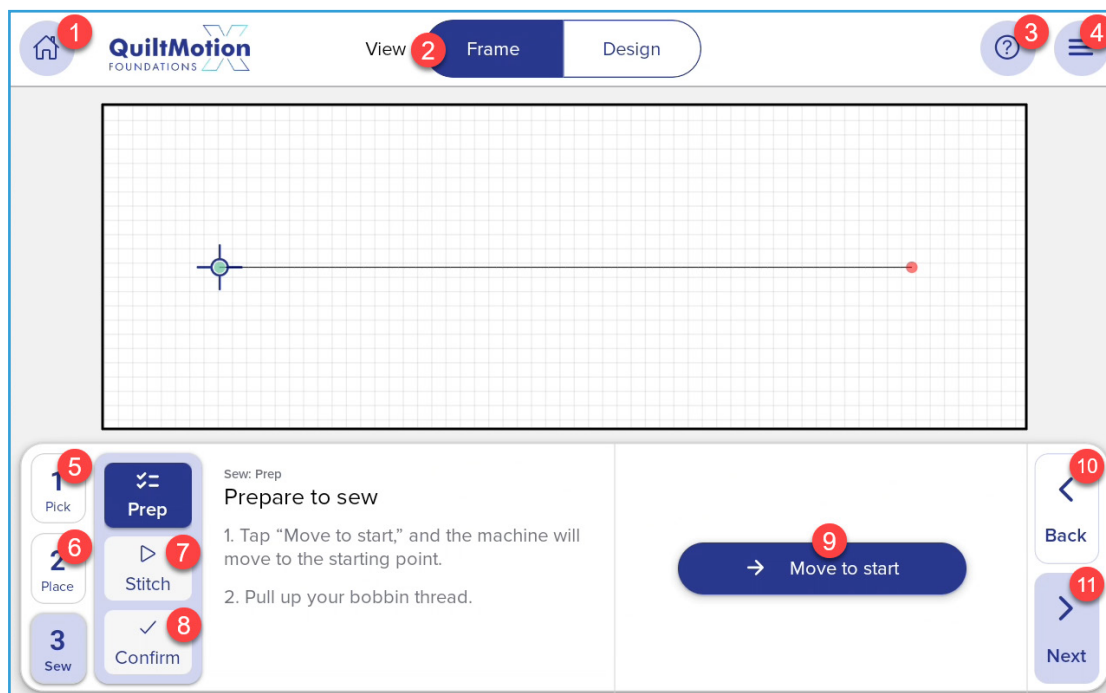 1
QuiltMotion
FOUNDATIONS
View
2
Frame
Design
3
4
5
1
Pick
6
2
Place
3
Sew
Prep
7
Stitch
8
Confirm
Sew: Prep
Prepare to sew
1. Tap “Move to start,” and the machine will
move to the starting point.
2. Pull up your bobbin thread.
9
Move to start
10
Back
11
Next